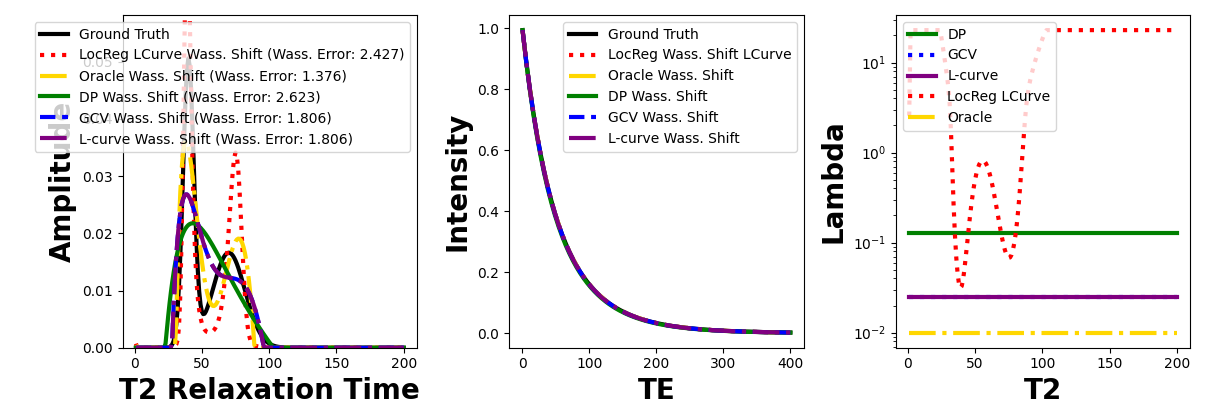 Ground Truth
LocReg LCurve Wass. Shift (Wass. Error: 2.427)
Oracle Wass. Shift (Wass. Error: 1.376)
DP Wass. Shift (Wass. Error: 2.623)
GCV Wass. Shift (Wass. Error: 1.806)
L-curve Wass. Shift (Wass. Error: 1.806)
Amplitude
0.05
0.03
0.02
0.01
0.00
0
50
100
150
200
T2 Relaxation Time
Ground Truth
LocReg Wass. Shift LCurve
Oracle Wass. Shift
DP Wass. Shift
GCV Wass. Shift
L-curve Wass. Shift
Intensity
1.0
0.8
0.6
0.4
0.2
0.0
0
100
200
300
400
TE
DP
GCV
L-curve
LocReg LCurve
Oracle
Lambda
10¹
10⁰
10⁻¹
10⁻²
0
50
100
150
200
T2